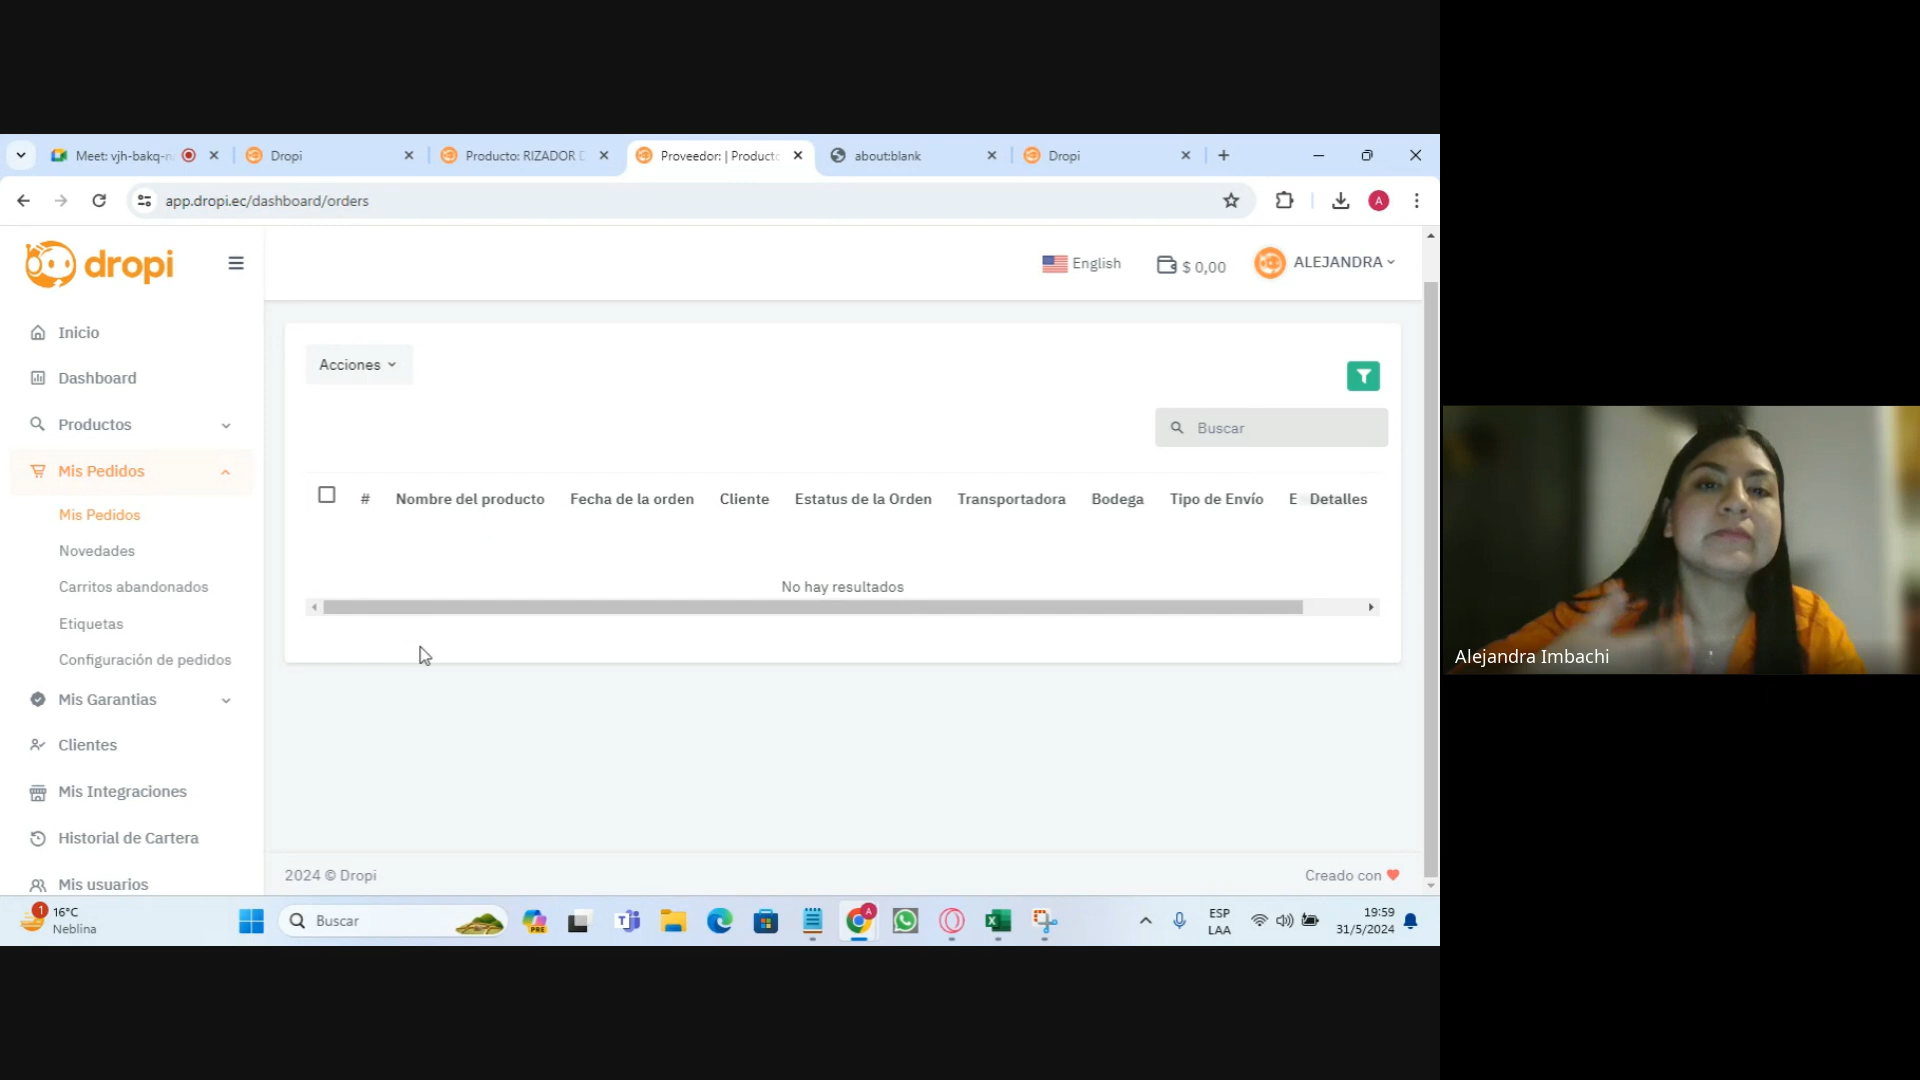 Meet: vjh-bakq-n
Dropi
Producto: RIZADOR D
Proveedor: | Producto
about:blank
Dropi
app.dropi.ec/dashboard/orders
A
dropi
English
$ 0,00
ALEJANDRA
Inicio
Dashboard
Productos
Mis Pedidos
Mis Pedidos
Novedades
Carritos abandonados
Etiquetas
Configuración de pedidos
Mis Garantias
Clientes
Mis Integraciones
Historial de Cartera
Mis usuarios
Acciones
Buscar
# Nombre del producto Fecha de la orden Cliente Estatus de la Orden Transportadora Bodega Tipo de Envío E Detalles
No hay resultados
2024 © Dropi
Creado con
Alejandra Imbachi
1
16°C
Neblina
Buscar
PRE
A
ESP
LAA
19:59
31/5/2024